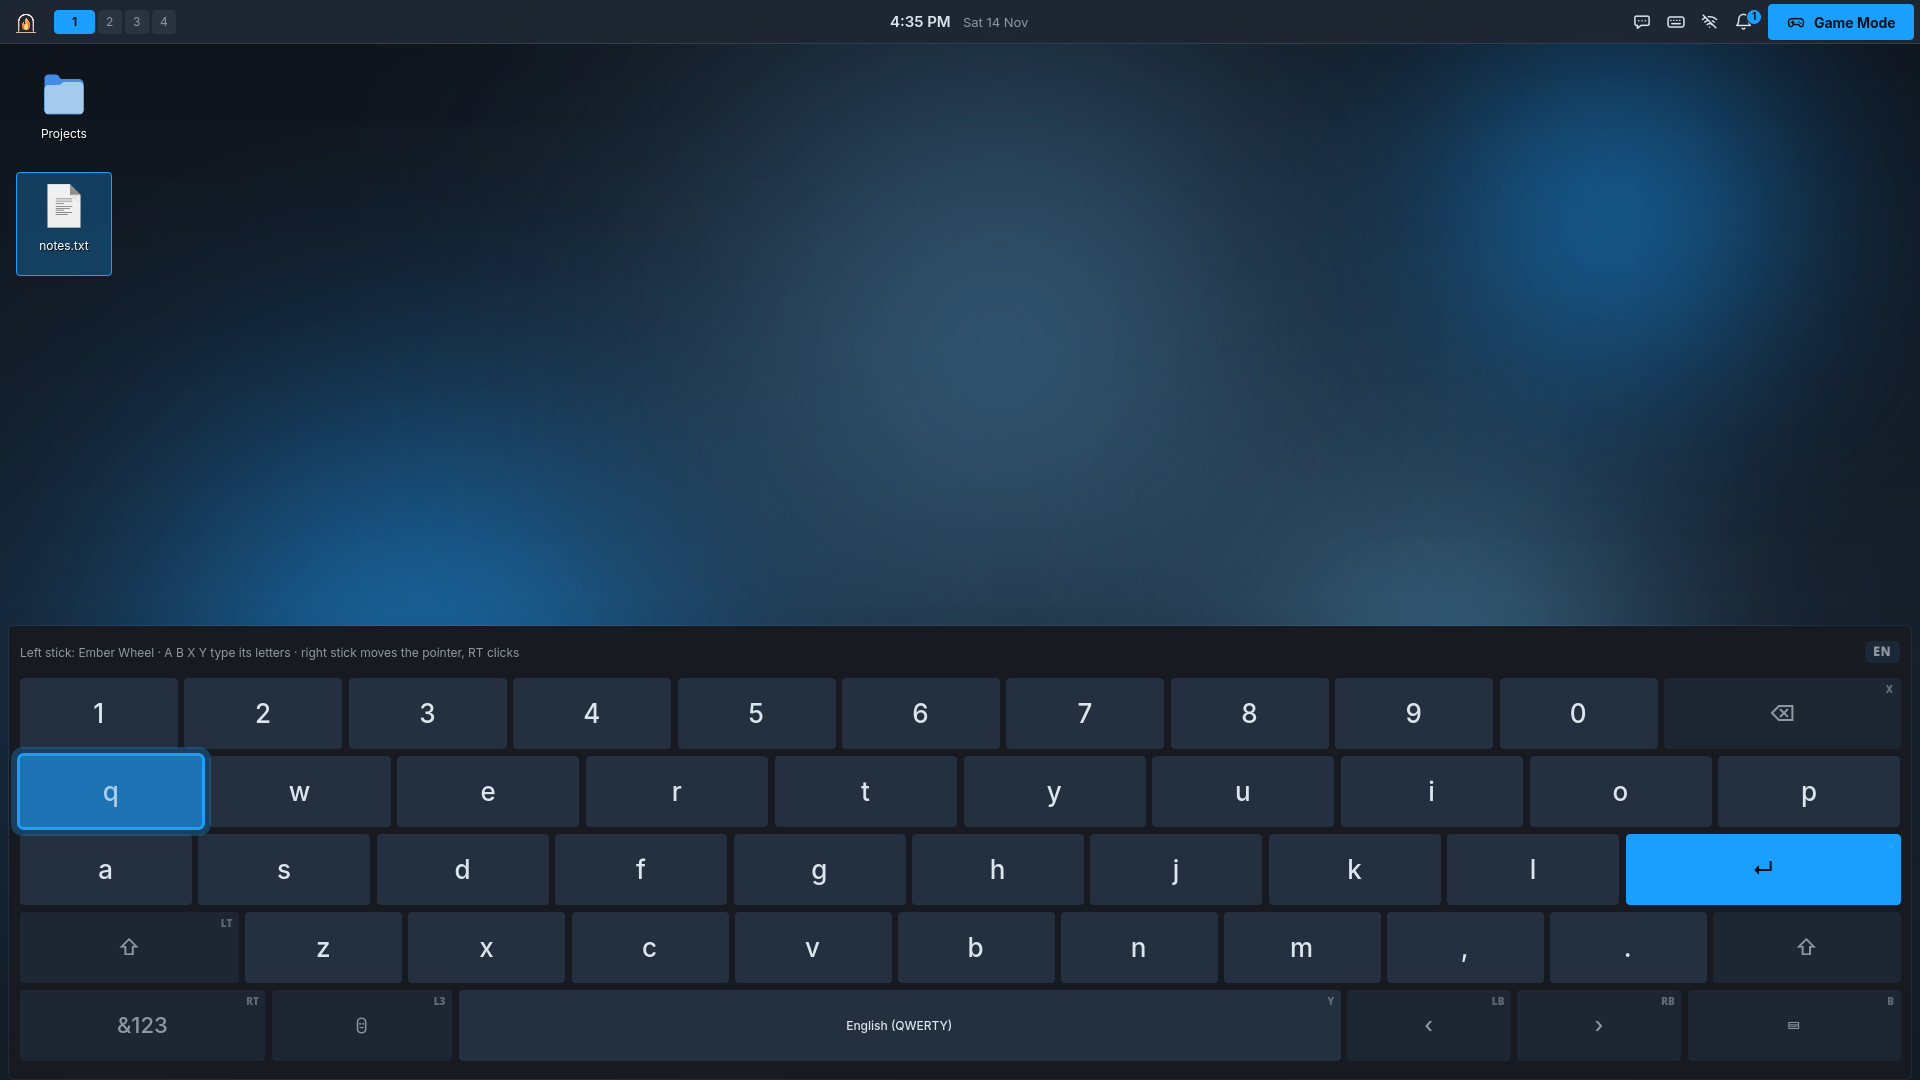 1 2 3 4
4:35 PM Sat 14 Nov
1
Game Mode
Projects
notes.txt
Left stick: Ember Wheel · A B X Y type its letters · right stick moves the pointer, RT clicks
EN
1 2 3 4 5 6 7 8 9 0 X
q w e r t y u i o p
a s d f g h j k l
LT z x c v b n m , .
&123 RT L3 English (QWERTY) Y ‹ LB › RB B